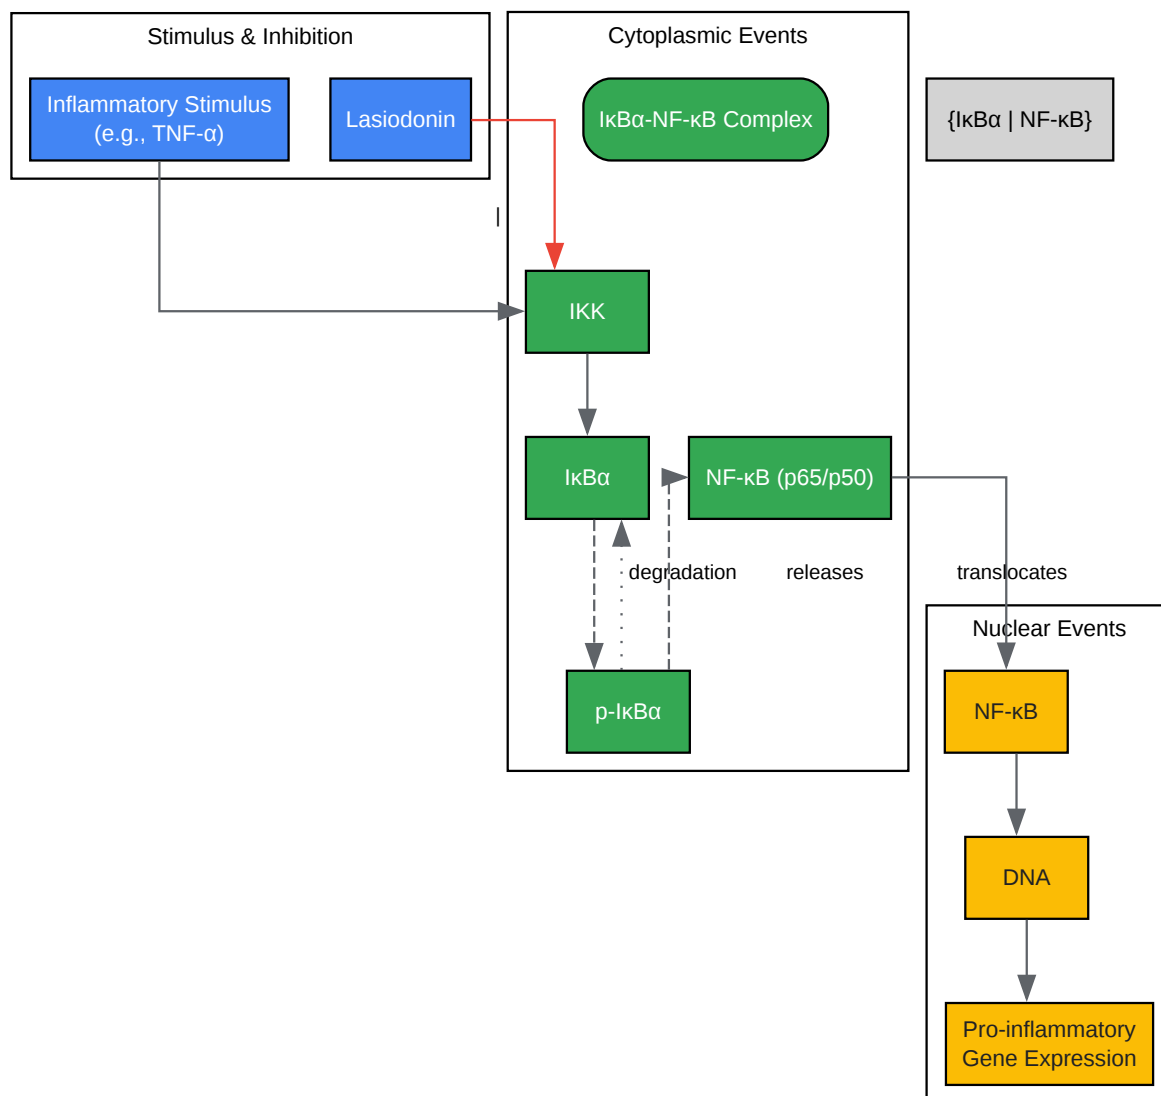 Stimulus & Inhibition
Cytoplasmic Events
Inflammatory Stimulus
(e.g., TNF-α)
Lasiodonin
IκBα-NF-κB Complex
{IκBα | NF-κB}
|
IKK
IκBα
NF-κB (p65/p50)
degradation
releases
translocates
Nuclear Events
p-IκBα
NF-κB
DNA
Pro-inflammatory
Gene Expression